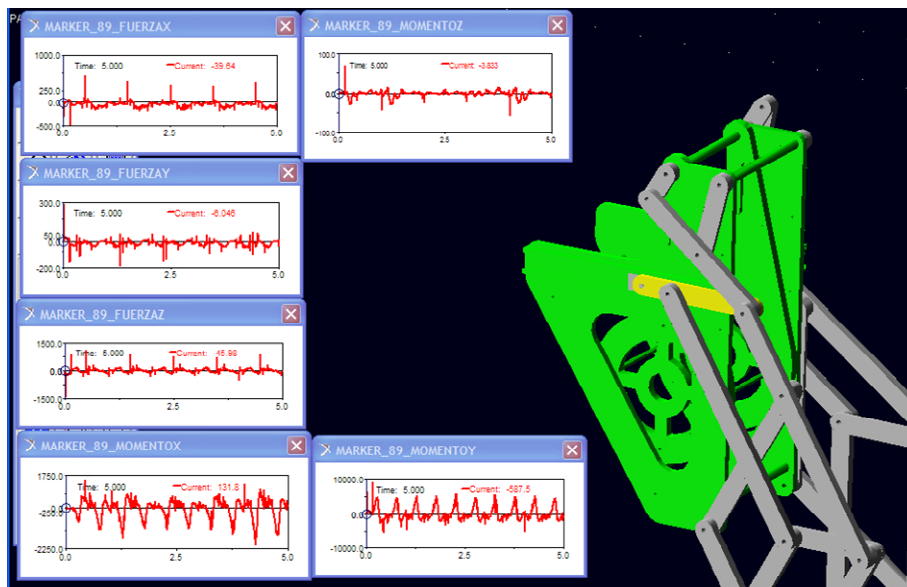 PA
MARKER_89_FUERZAX
1000.0
Time: 5.000
Current: -39.64
250.0
0.0
-500.0
0.0
2.5
5.0
MARKER_89_MOMENTOZ
100.0
Time: 5.000
Current: -3.833
0.0
-100.0
0.0
2.5
5.0
MARKER_89_FUERZAY
300.0
Time: 5.000
Current: -6.046
50.0
0.0
-200.0
0.0
2.5
5.0
MARKER_89_FUERZAZ
1500.0
Time: 5.000
0.0
-1500.0
0.0
2.5
5.0
MARKER_89_MOMENTOX
1750.0
Time: 5.000
Current: 131.8
-2250.0
0.0
2.5
5.0
MARKER_89_MOMENTOY
10000.0
Time: 5.000
Current: -587.5
0.0
-10000.0
0.0
2.5
5.0